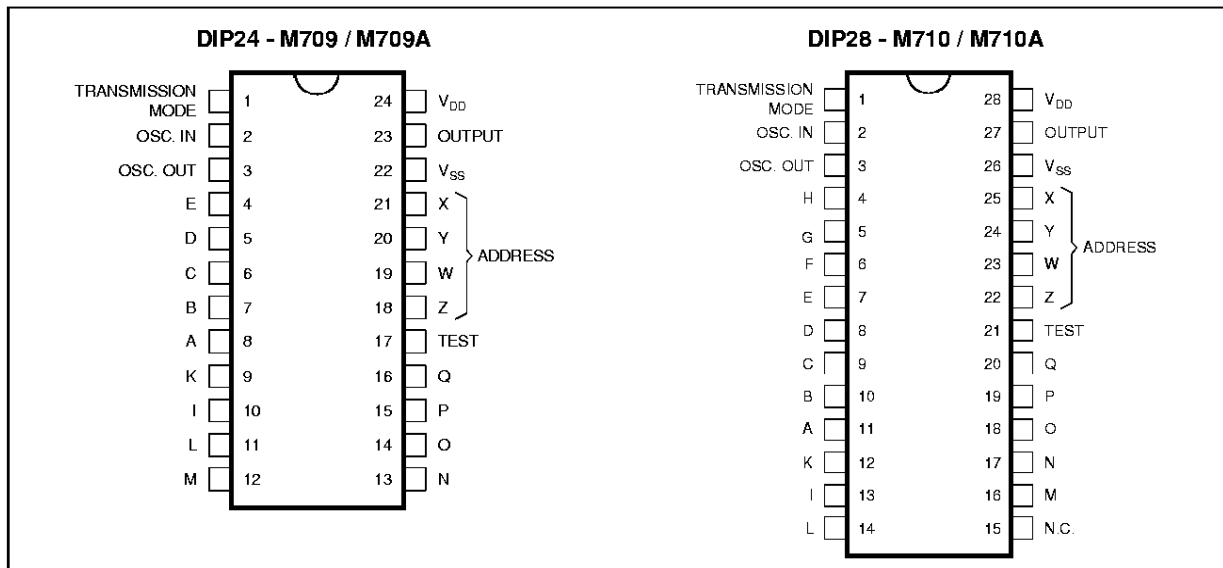 DIP24 - M709 / M709A
TRANSMISSION
MODE 1 24 VDD
OSC. IN 2 23 OUTPUT
OSC. OUT 3 22 VSS
E 4 21 X
D 5 20 Y
C 6 19 W
B 7 18 Z
ADDRESS
A 8 17 TEST
K 9 16 Q
I 10 15 P
L 11 14 O
M 12 13 N
DIP28 - M710 / M710A
TRANSMISSION
MODE 1 28 VDD
OSC. IN 2 27 OUTPUT
OSC. OUT 3 26 VSS
H 4 25 X
G 5 24 Y
F 6 23 W
E 7 22 Z
ADDRESS
D 8 21 TEST
C 9 20 Q
B 10 19 P
A 11 18 O
K 12 17 N
I 13 16 M
L 14 15 N.C.